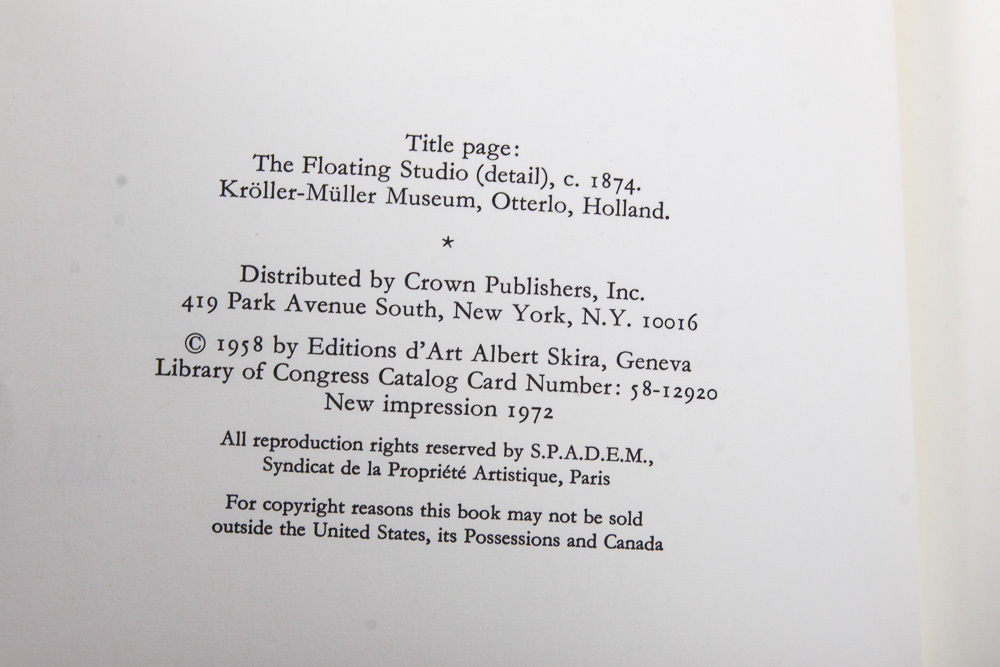 Title page:
The Floating Studio (detail), c. 1874.
Kröller-Müller Museum, Otterlo, Holland.
*
Distributed by Crown Publishers, Inc.
419 Park Avenue South, New York, N.Y. 10016
© 1958 by Editions d'Art Albert Skira, Geneva
Library of Congress Catalog Card Number: 58-12920
New impression 1972
All reproduction rights reserved by S.P.A.D.E.M.,
Syndicat de la Propriété Artistique, Paris
For copyright reasons this book may not be sold
outside the United States, its Possessions and Canada